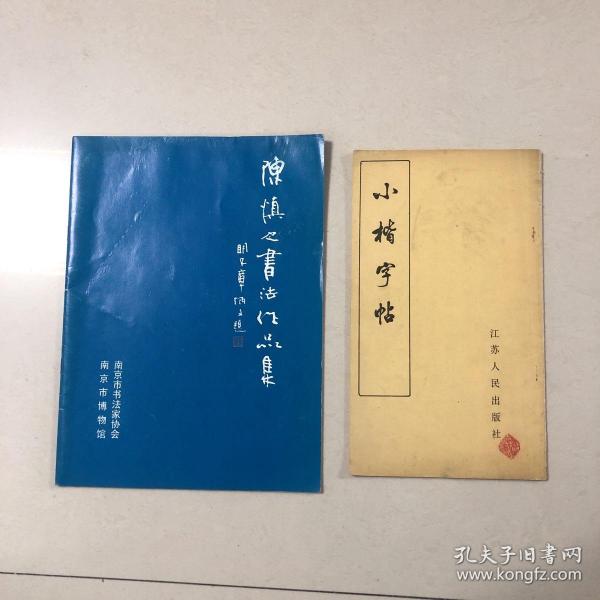 陳慎之書法作品集
南京市书法家协会
南京市博物馆
小楷字帖
江苏人民出版社
孔夫子旧书网
www.kongfz.com